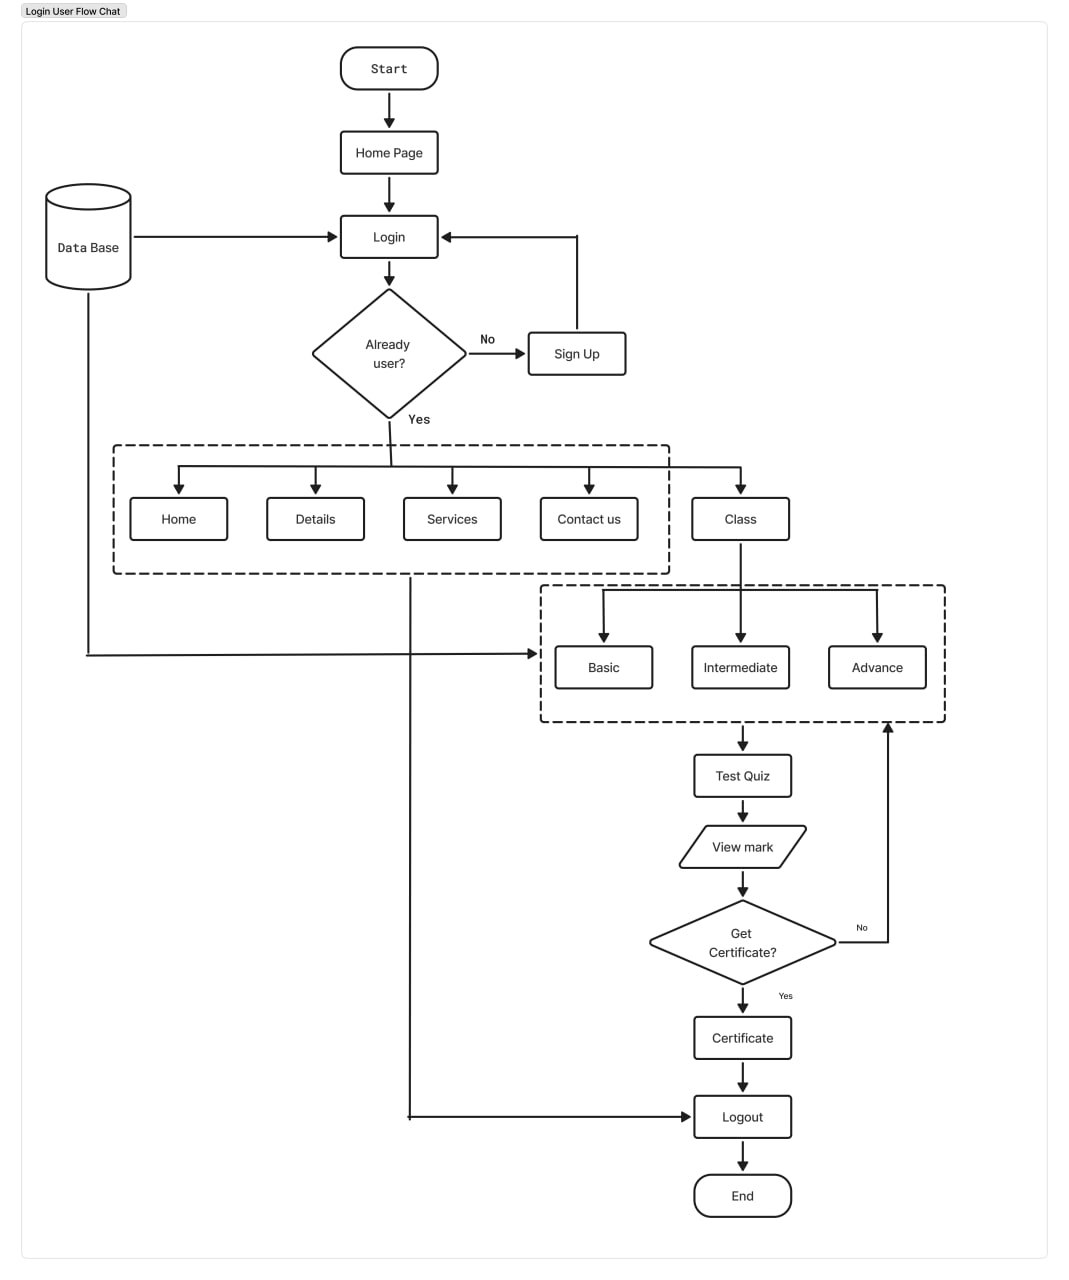 Login User Flow Chat
Start
Home Page
Login
Data Base
Already
user?
No
Sign Up
Yes
Home
Details
Services
Contact us
Class
Basic
Intermediate
Advance
Test Quiz
View mark
Get
Certificate?
No
Yes
Certificate
Logout
End